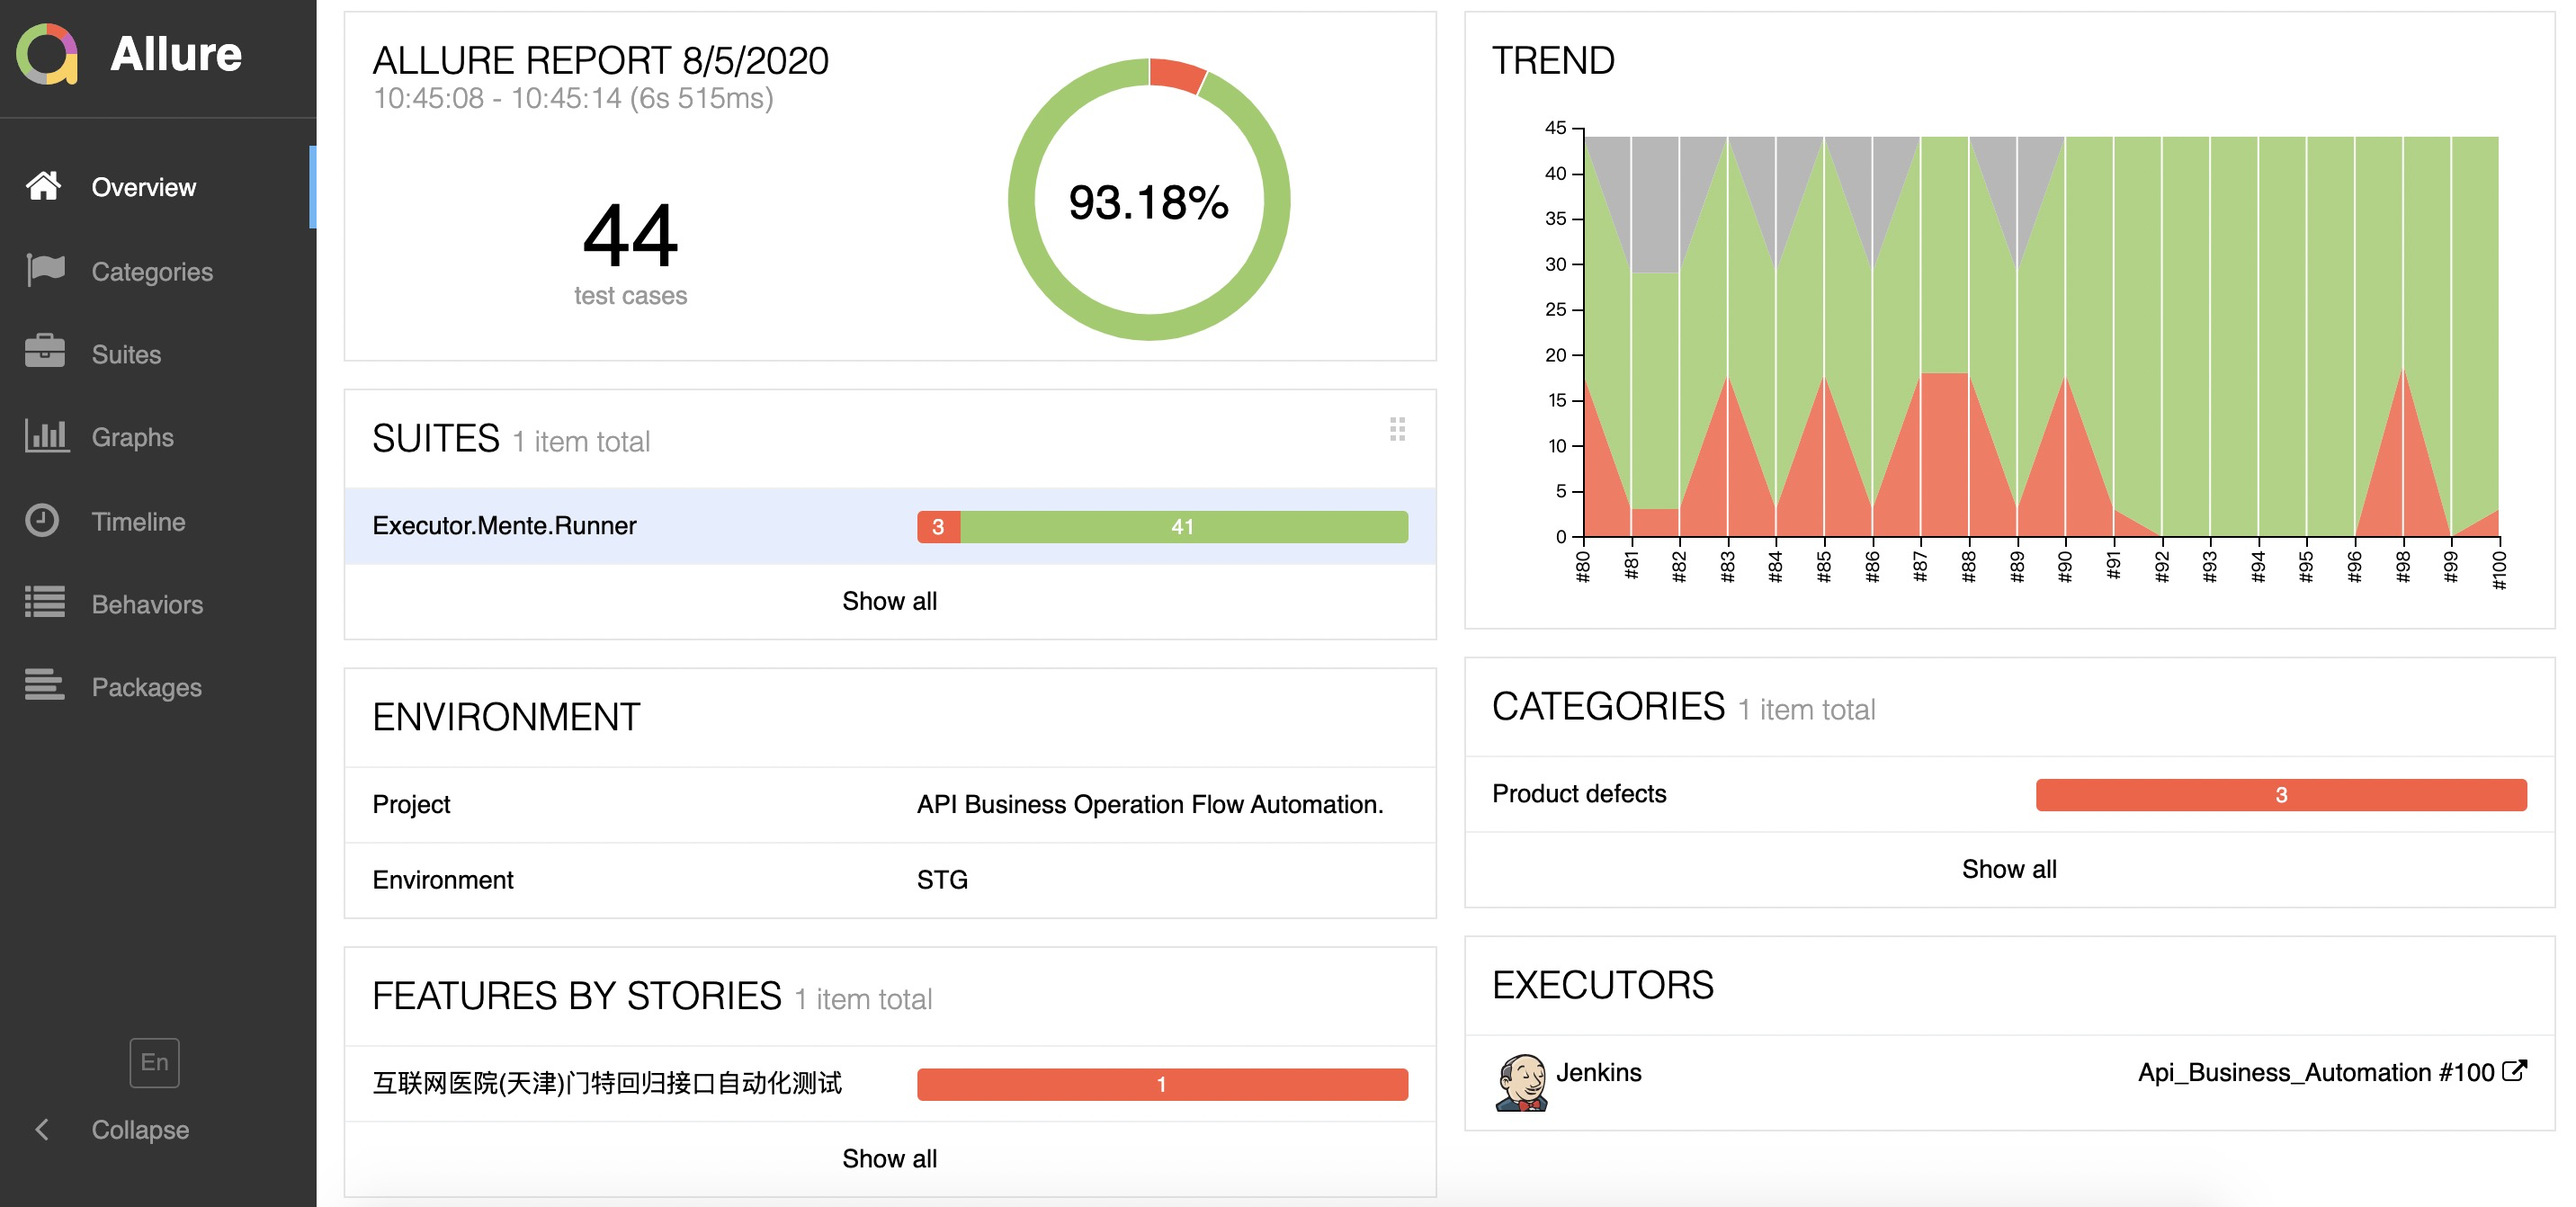 Allure
Overview
Categories
Suites
Graphs
Timeline
Behaviors
Packages
En
Collapse
ALLURE REPORT 8/5/2020
10:45:08 - 10:45:14 (6s 515ms)
44
test cases
93.18%
SUITES 1 item total
Executor.Mente.Runner 3 41
Show all
ENVIRONMENT
Project API Business Operation Flow Automation.
Environment STG
FEATURES BY STORIES 1 item total
互联网医院(天津)门特回归接口自动化测试 1
Show all
TREND
45
40
35
30
25
20
15
10
5
0
#80 #81 #82 #83 #84 #85 #86 #87 #88 #89 #90 #91 #92 #93 #94 #95 #96 #98 #99 #100
CATEGORIES 1 item total
Product defects 3
Show all
EXECUTORS
Jenkins Api_Business_Automation #100